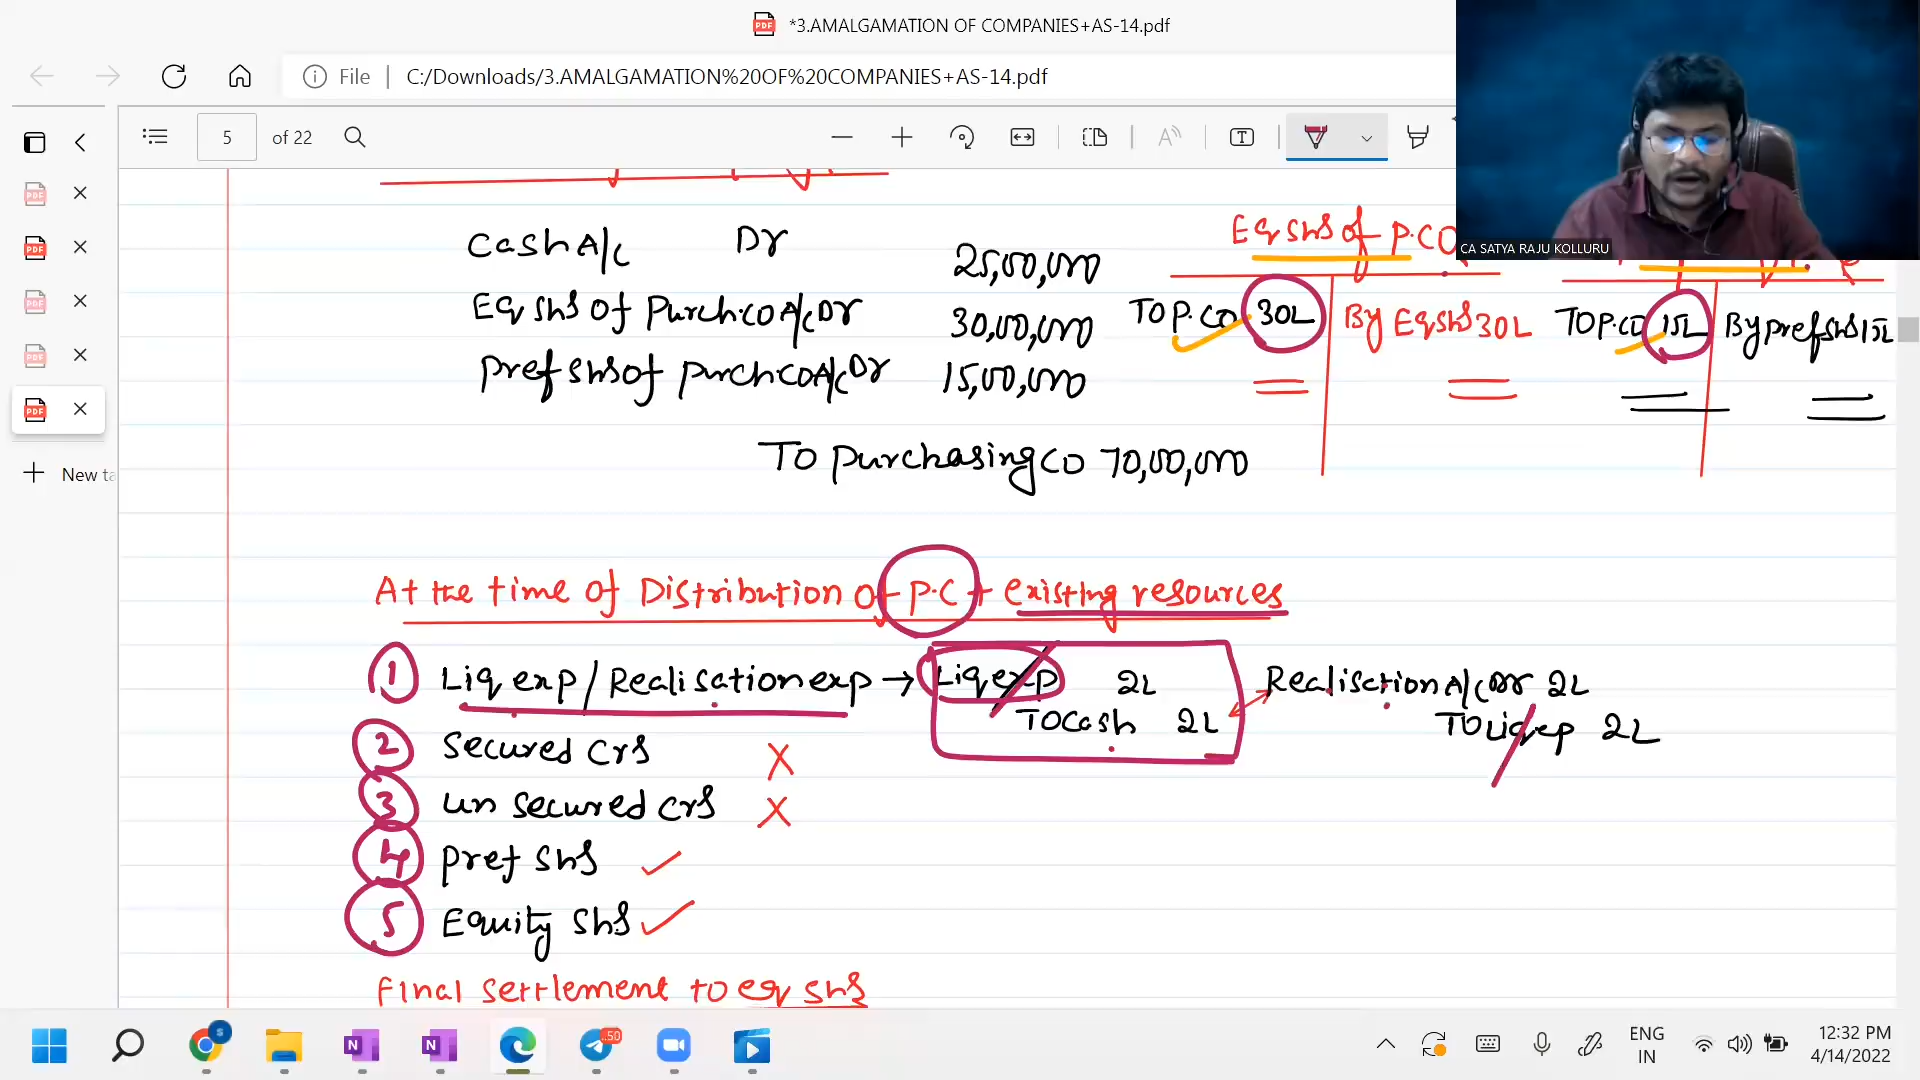 *3.AMALGAMATION OF COMPANIES+AS-14.pdf
File | C:/Downloads/3.AMALGAMATION%20OF%20COMPANIES+AS-14.pdf
5 of 22
CA SATYA RAJU KOLLURU
New ta
Cash A/c Dr 25,00,000
Eq shs of Purch.co A/c Dr 30,00,000
Pref shs of purch.co A/c Dr 15,00,000
To purchasing co 70,00,000
Eq shs of P.CO
To P.co 30L By Eq shs 30L
To P.co 15L By pref shs 15L
At the time of Distribution of P.C + existing resources
1 Liq exp / Realisation exp → Liq exp 2L Realisation A/c Dr 2L
To Cash 2L To Liq exp 2L
2 Secured Crs X
3 un secured Crs X
4 pref shs ✓
5 Equity shs ✓
Final settlement to eq shs
50
ENG
IN
12:32 PM
4/14/2022